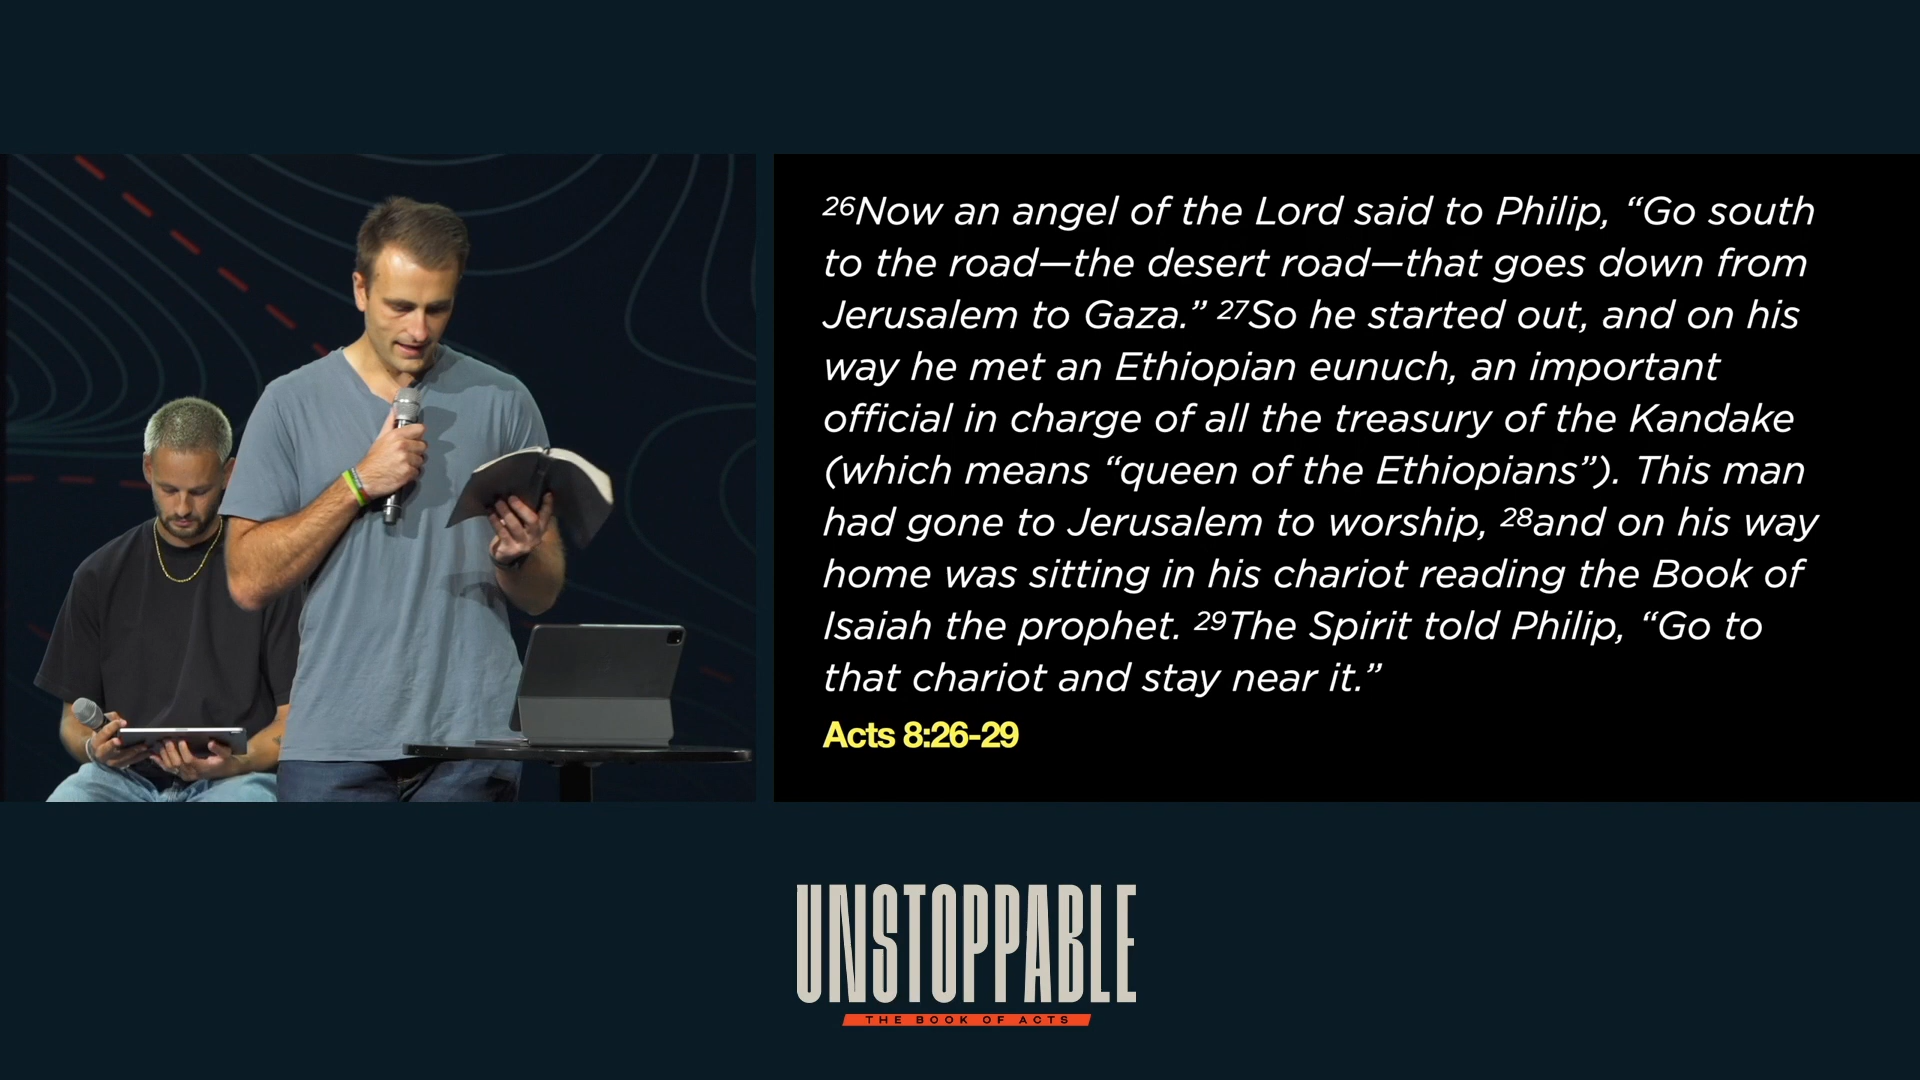 26Now an angel of the Lord said to Philip, “Go south
to the road—the desert road—that goes down from
Jerusalem to Gaza.” 27So he started out, and on his
way he met an Ethiopian eunuch, an important
official in charge of all the treasury of the Kandake
(which means “queen of the Ethiopians”). This man
had gone to Jerusalem to worship, 28and on his way
home was sitting in his chariot reading the Book of
Isaiah the prophet. 29The Spirit told Philip, “Go to
that chariot and stay near it.”
Acts 8:26-29
UNSTOPPABLE
THE BOOK OF ACTS